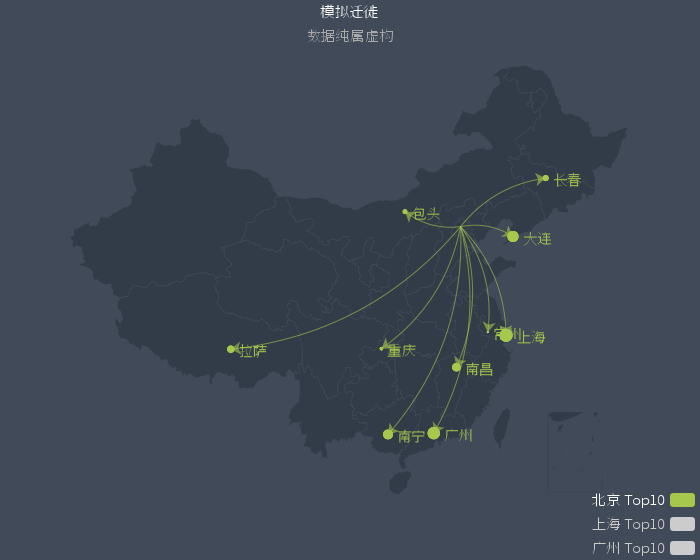 模拟迁徙
数据纯属虚构
长春
包头
大连
常州
上海
拉萨
重庆
南昌
南宁
广州
北京 Top10
上海 Top10
广州 Top10